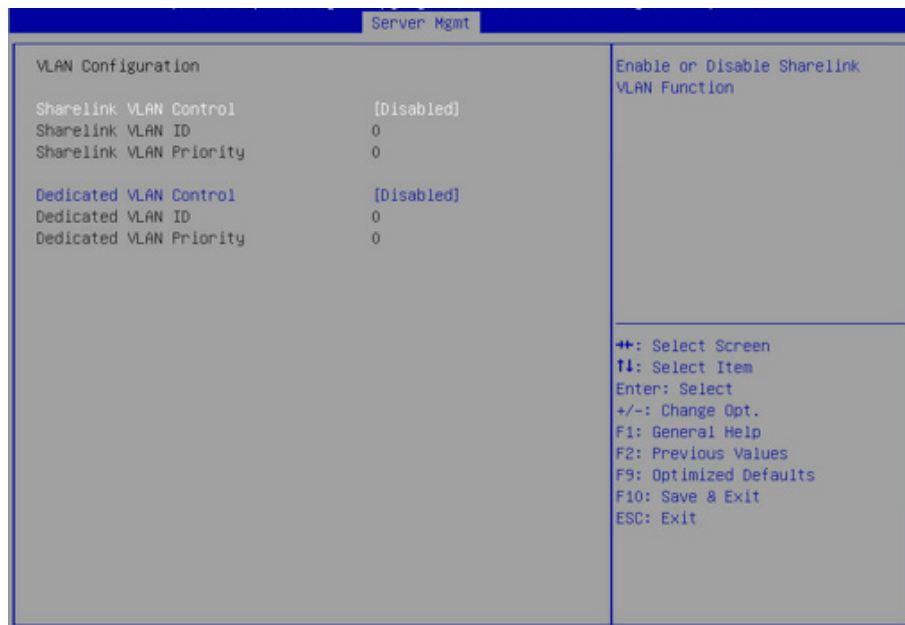 Server Mgmt
VLAN Configuration
Sharelink VLAN Control [Disabled]
Sharelink VLAN ID 0
Sharelink VLAN Priority 0
Dedicated VLAN Control [Disabled]
Dedicated VLAN ID 0
Dedicated VLAN Priority 0
Enable or Disable Sharelink
VLAN Function
→←: Select Screen
↑↓: Select Item
Enter: Select
+/-: Change Opt.
F1: General Help
F2: Previous Values
F9: Optimized Defaults
F10: Save & Exit
ESC: Exit